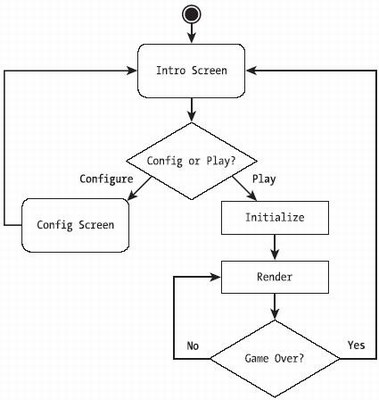 Intro Screen
Config or Play?
Configure
Play
Config Screen
Initialize
Render
No
Game Over?
Yes